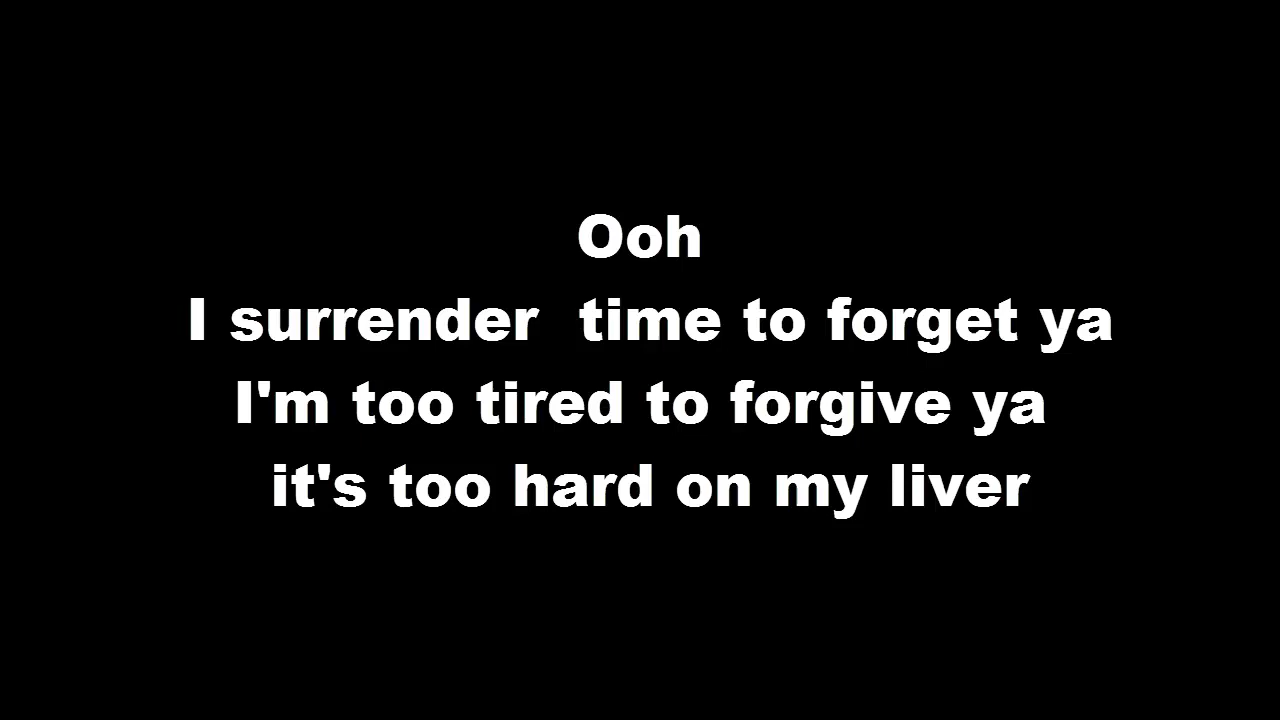 Ooh
I surrender  time to forget ya
I'm too tired to forgive ya
it's too hard on my liver